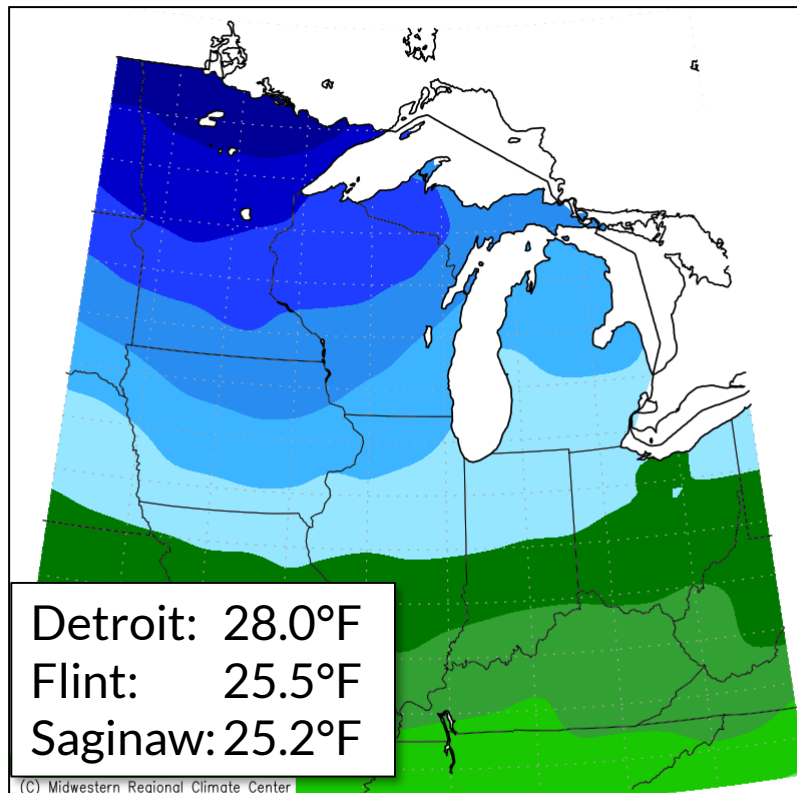 Detroit: 28.0°F
Flint: 25.5°F
Saginaw: 25.2°F
(C) Midwestern Regional Climate Center